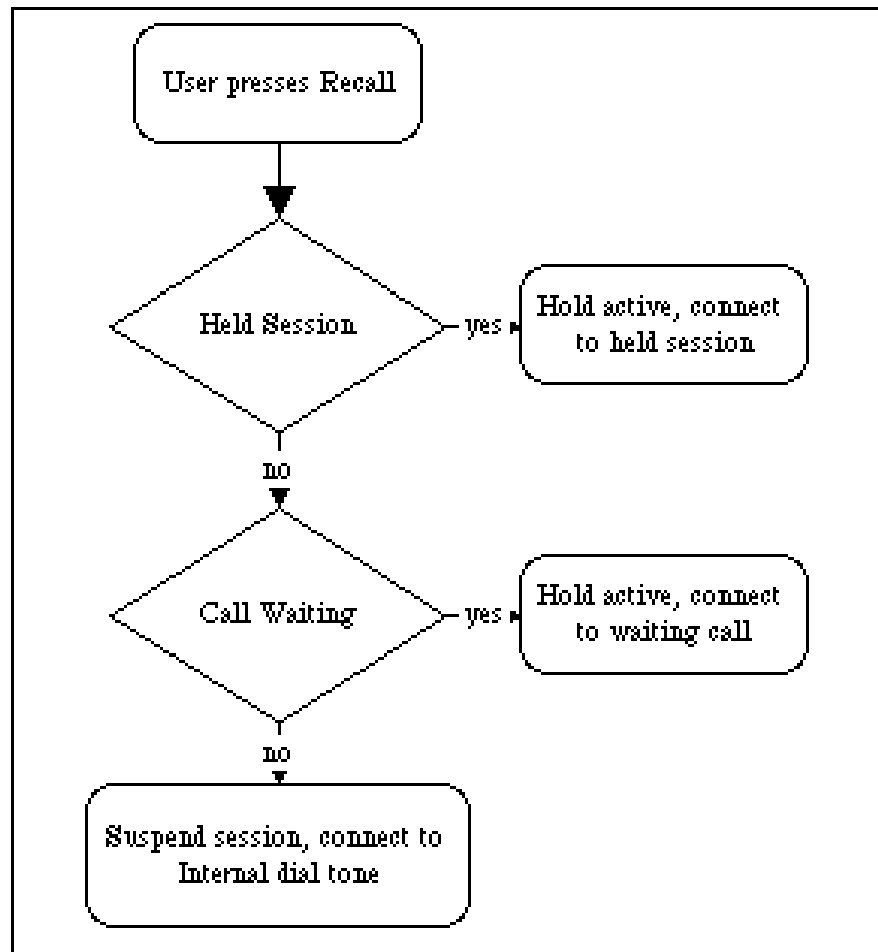 User presses Recall
Held Session
yes
Hold active, connect
to held session
no
Call Waiting
yes
Hold active, connect
to waiting call
no
Suspend session, connect to
Internal dial tone